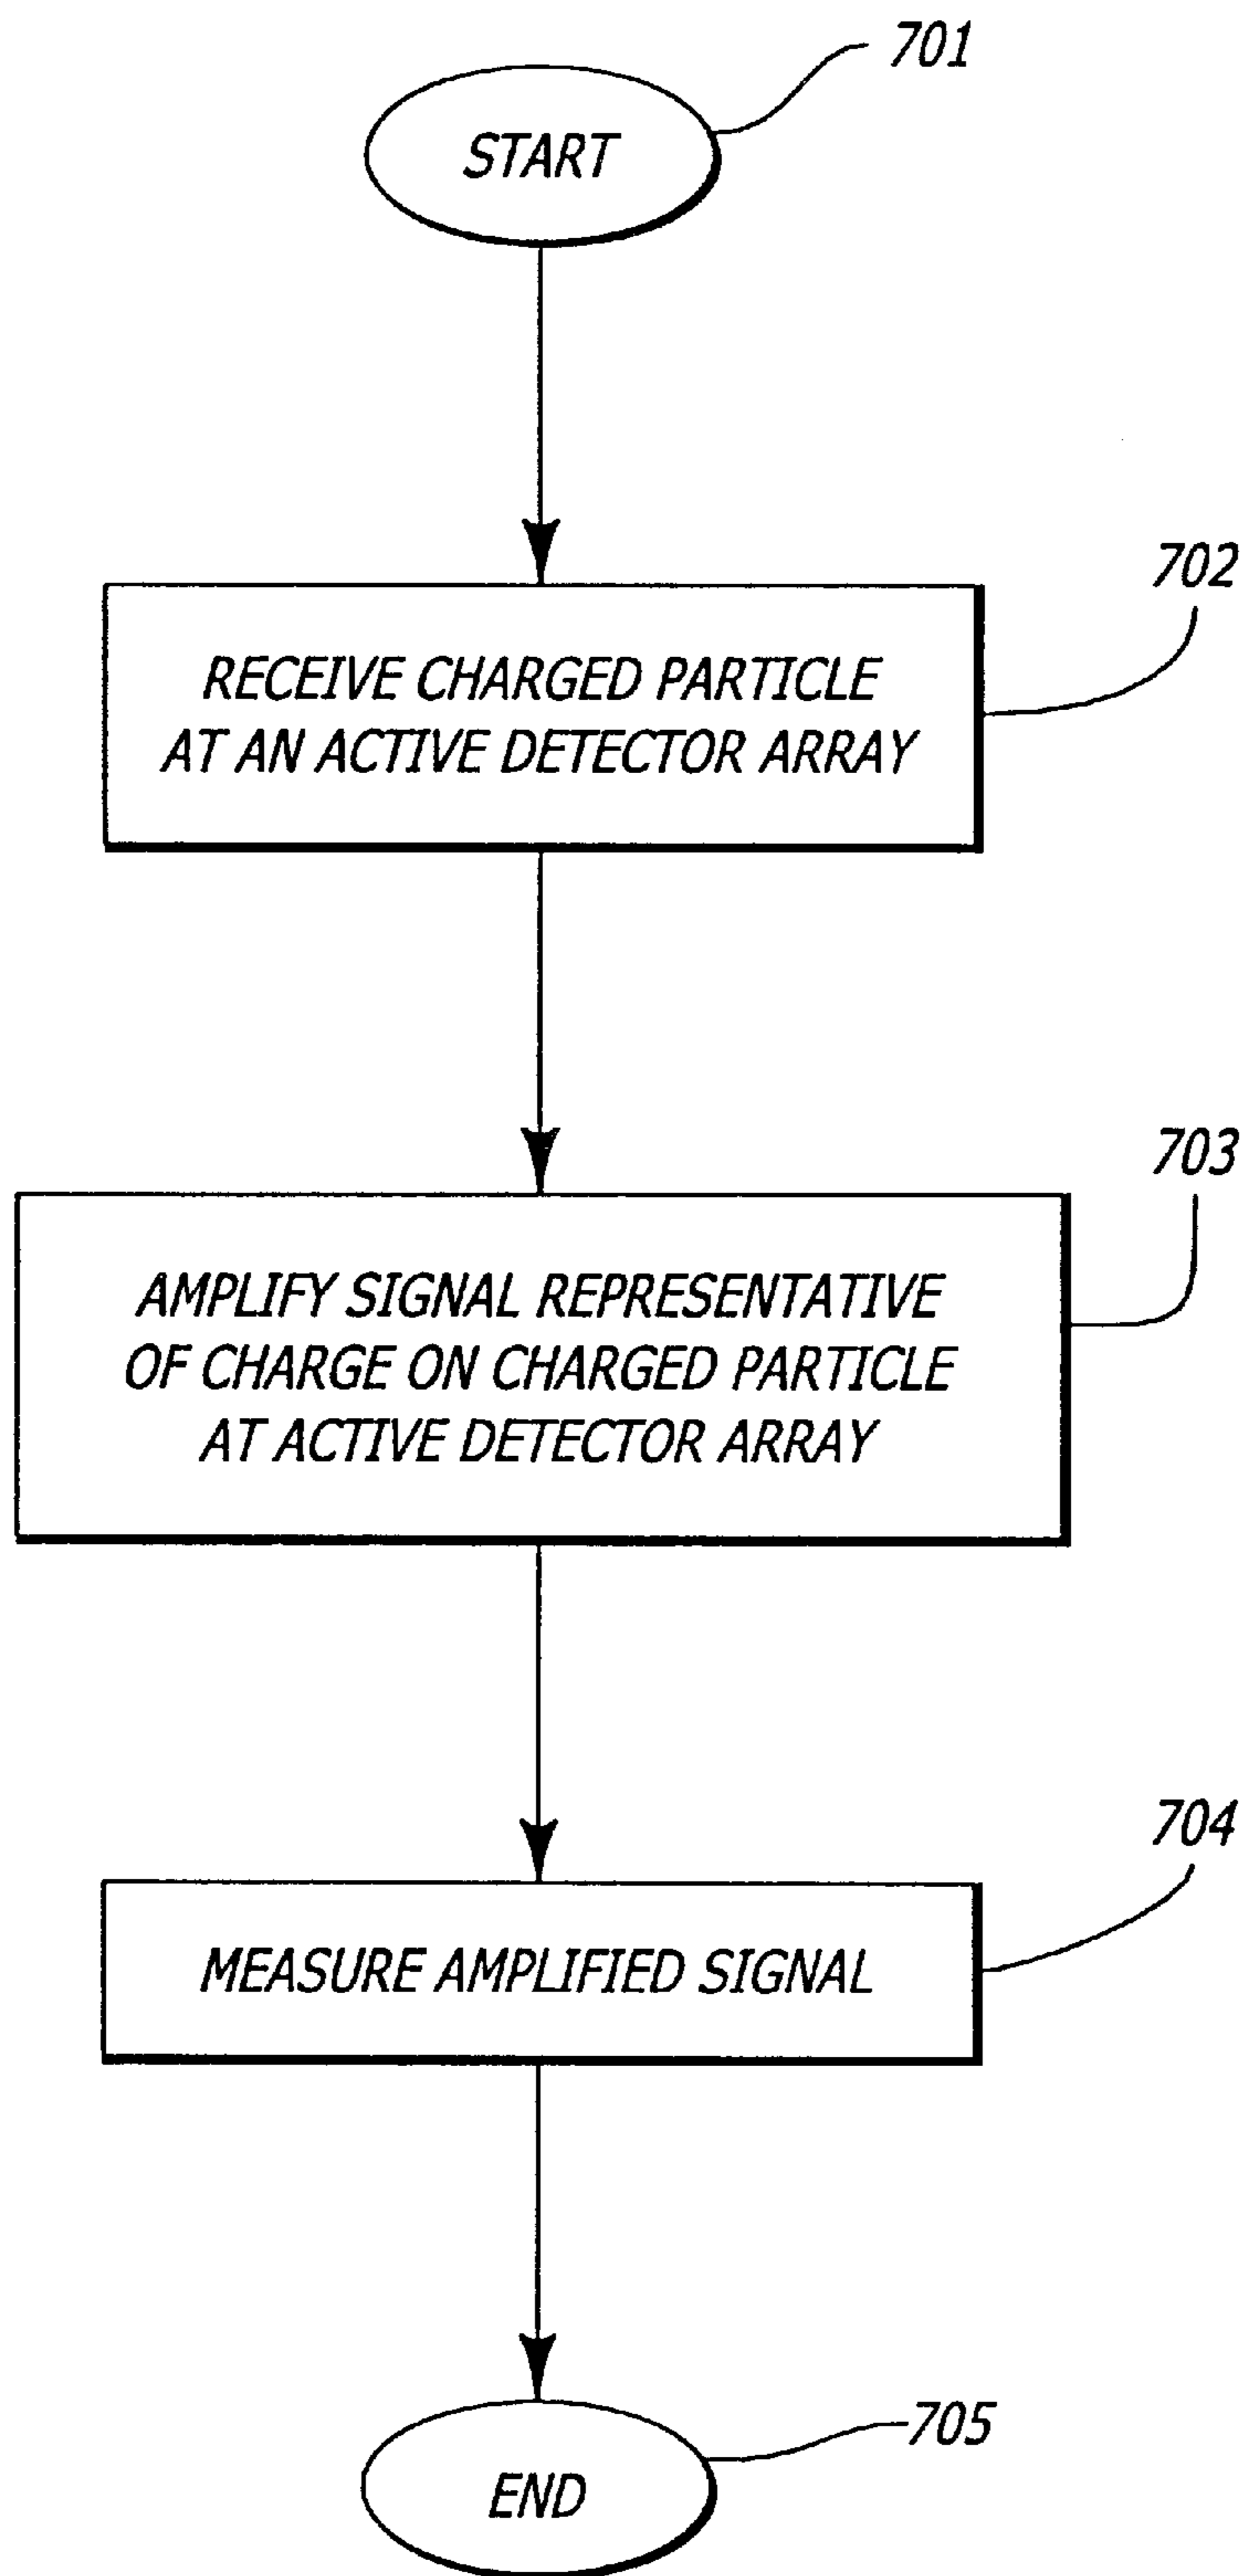 701
START
702
RECEIVE CHARGED PARTICLE
AT AN ACTIVE DETECTOR ARRAY
703
AMPLIFY SIGNAL REPRESENTATIVE
OF CHARGE ON CHARGED PARTICLE
AT ACTIVE DETECTOR ARRAY
704
MEASURE AMPLIFIED SIGNAL
705
END